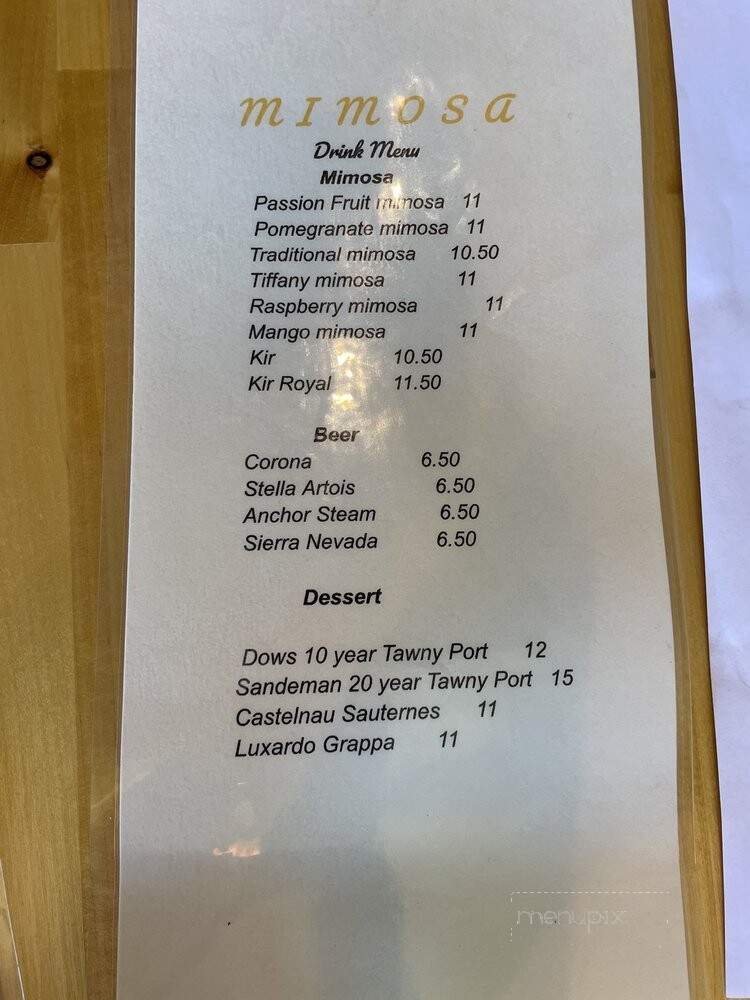 mimosa
Drink Menu
Mimosa
Passion Fruit mimosa 11
Pomegranate mimosa 11
Traditional mimosa 10.50
Tiffany mimosa 11
Raspberry mimosa 11
Mango mimosa 11
Kir 10.50
Kir Royal 11.50
Beer
Corona 6.50
Stella Artois 6.50
Anchor Steam 6.50
Sierra Nevada 6.50
Dessert
Dows 10 year Tawny Port 12
Sandeman 20 year Tawny Port 15
Castelnau Sauternes 11
Luxardo Grappa 11
menupix